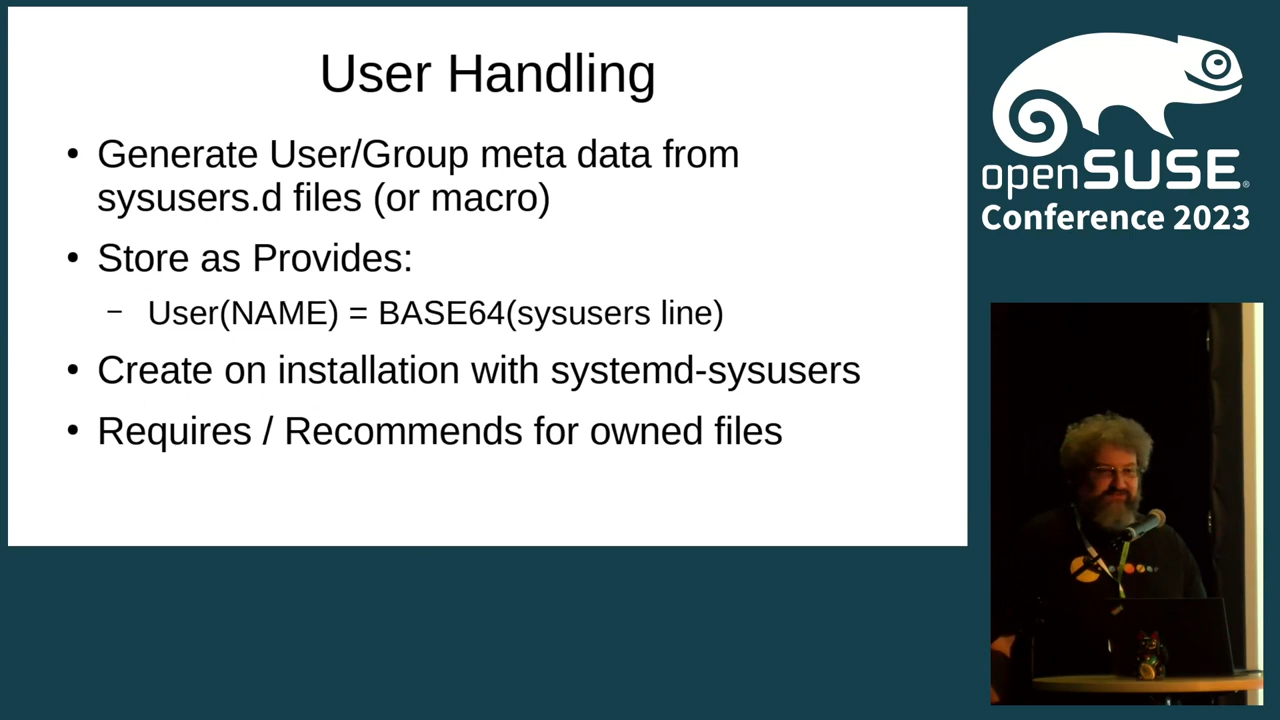 User Handling
• Generate User/Group meta data from
sysusers.d files (or macro)
• Store as Provides:
– User(NAME) = BASE64(sysusers line)
• Create on installation with systemd-sysusers
• Requires / Recommends for owned files
openSUSE®
Conference 2023